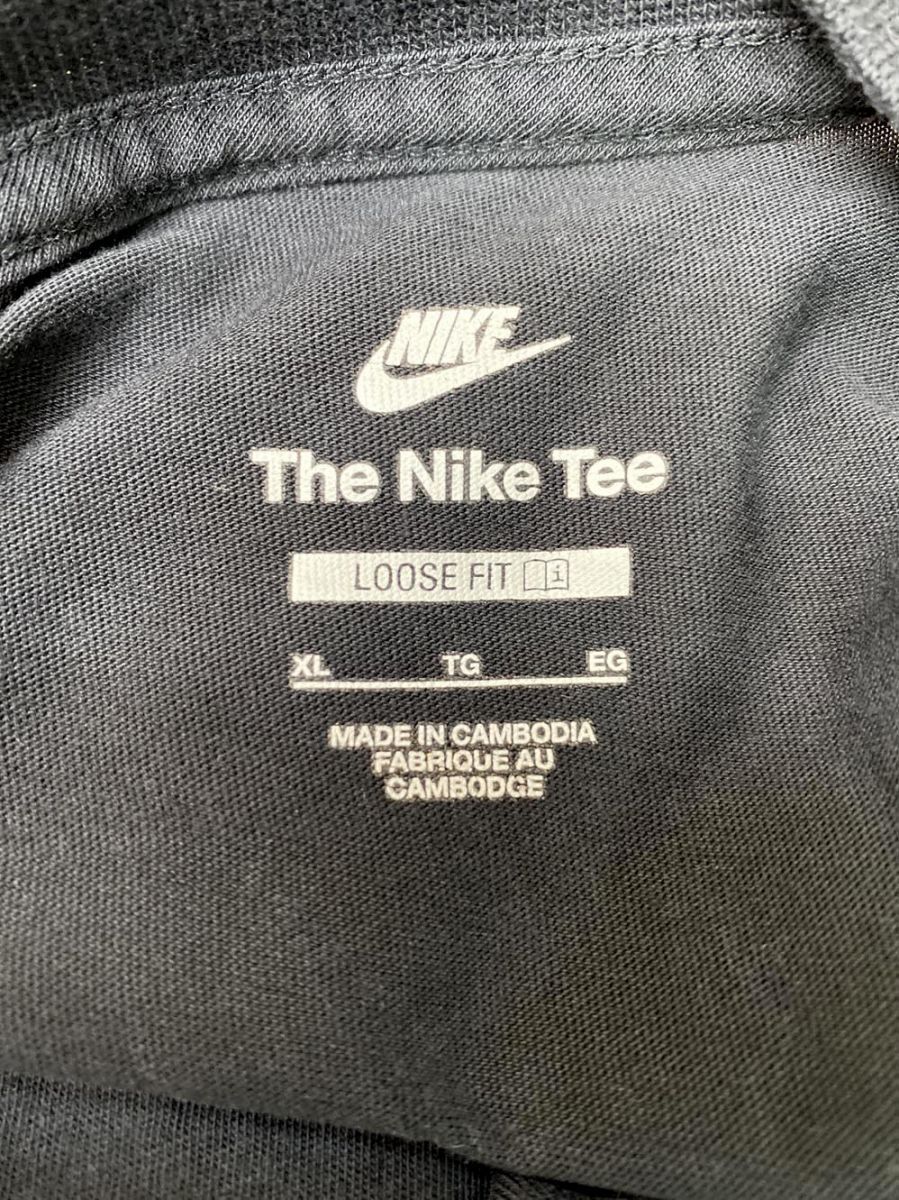 NIKE
The Nike Tee
LOOSE FIT i
XL TG EG
MADE IN CAMBODIA
FABRIQUE AU
CAMBODGE